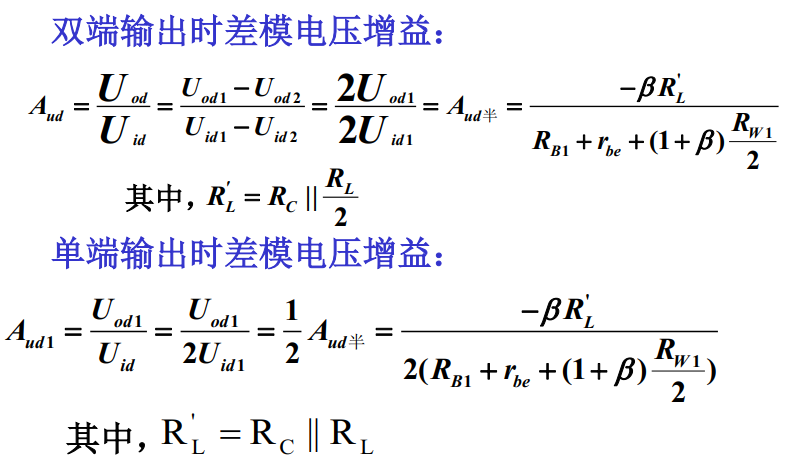 双端输出时差模电压增益：
A_ud = U_od / U_id = (U_od1 − U_od2) / (U_id1 − U_id2) = 2U_od1 / 2U_id1 = A_ud半 = −βR'_L / (R_B1 + r_be + (1 + β) R_W1 / 2)
其中，R'_L = R_C || R_L / 2
单端输出时差模电压增益：
A_ud1 = U_od1 / U_id = U_od1 / 2U_id1 = 1/2 A_ud半 = −βR'_L / 2(R_B1 + r_be + (1 + β) R_W1 / 2)
其中，R'_L = R_C || R_L